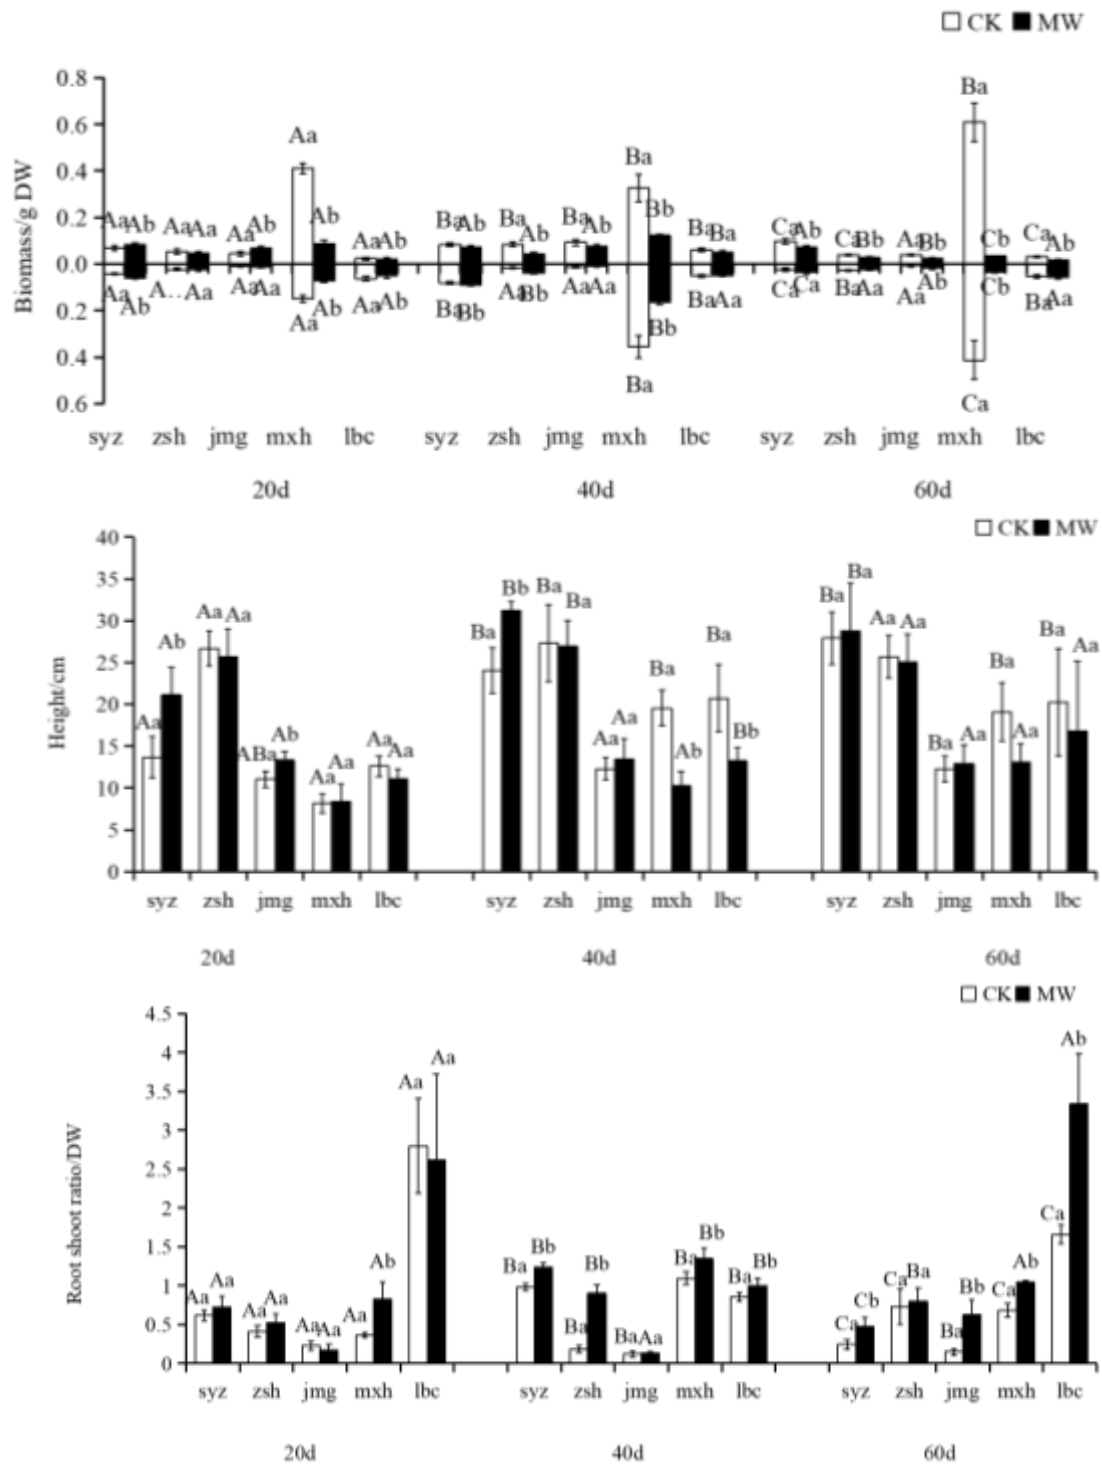 CK MW
Biomass/g DW
0.8
0.6
0.4
0.2
0.0
0.2
0.4
0.6
Aa Ab Aa Aa Aa Ab Aa Ab Aa Ab
Ba Ab Ba Ab Ba Ab Ba Bb Ba Ba
Ca Ab Ca Bb Aa Bb Ba Cb Ca Ab
Aa Ab A... Aa Aa Aa Aa Ab Aa Ab
Ba Bb Aa Bb Aa Aa Ba Bb Ba Aa
Ca Ca Ba Aa Aa Ab Ca Cb Ba Aa
syz zsh jmg mxh lbc syz zsh jmg mxh lbc syz zsh jmg mxh lbc
20d 40d 60d
CK MW
Height/cm
40
35
30
25
20
15
10
5
0
Aa Ab Aa Aa ABa Ab Aa Aa Aa Aa
Ba Bb Ba Ba Aa Aa Ba Ab Ba Bb
Ba Ba Aa Aa Ba Aa Ba Aa Ba Aa
syz zsh jmg mxh lbc syz zsh jmg mxh lbc syz zsh jmg mxh lbc
20d 40d 60d
CK MW
Root shoot ratio/DW
4.5
4
3.5
3
2.5
2
1.5
1
0.5
0
Aa Aa Aa Aa Aa Aa Aa Ab Aa Aa
Ba Bb Ba Bb Ba Aa Ba Bb Ba Bb
Ca Cb Ca Ba Ba Bb Ca Ab Ca Ab
syz zsh jmg mxh lbc syz zsh jmg mxh lbc syz zsh jmg mxh lbc
20d 40d 60d